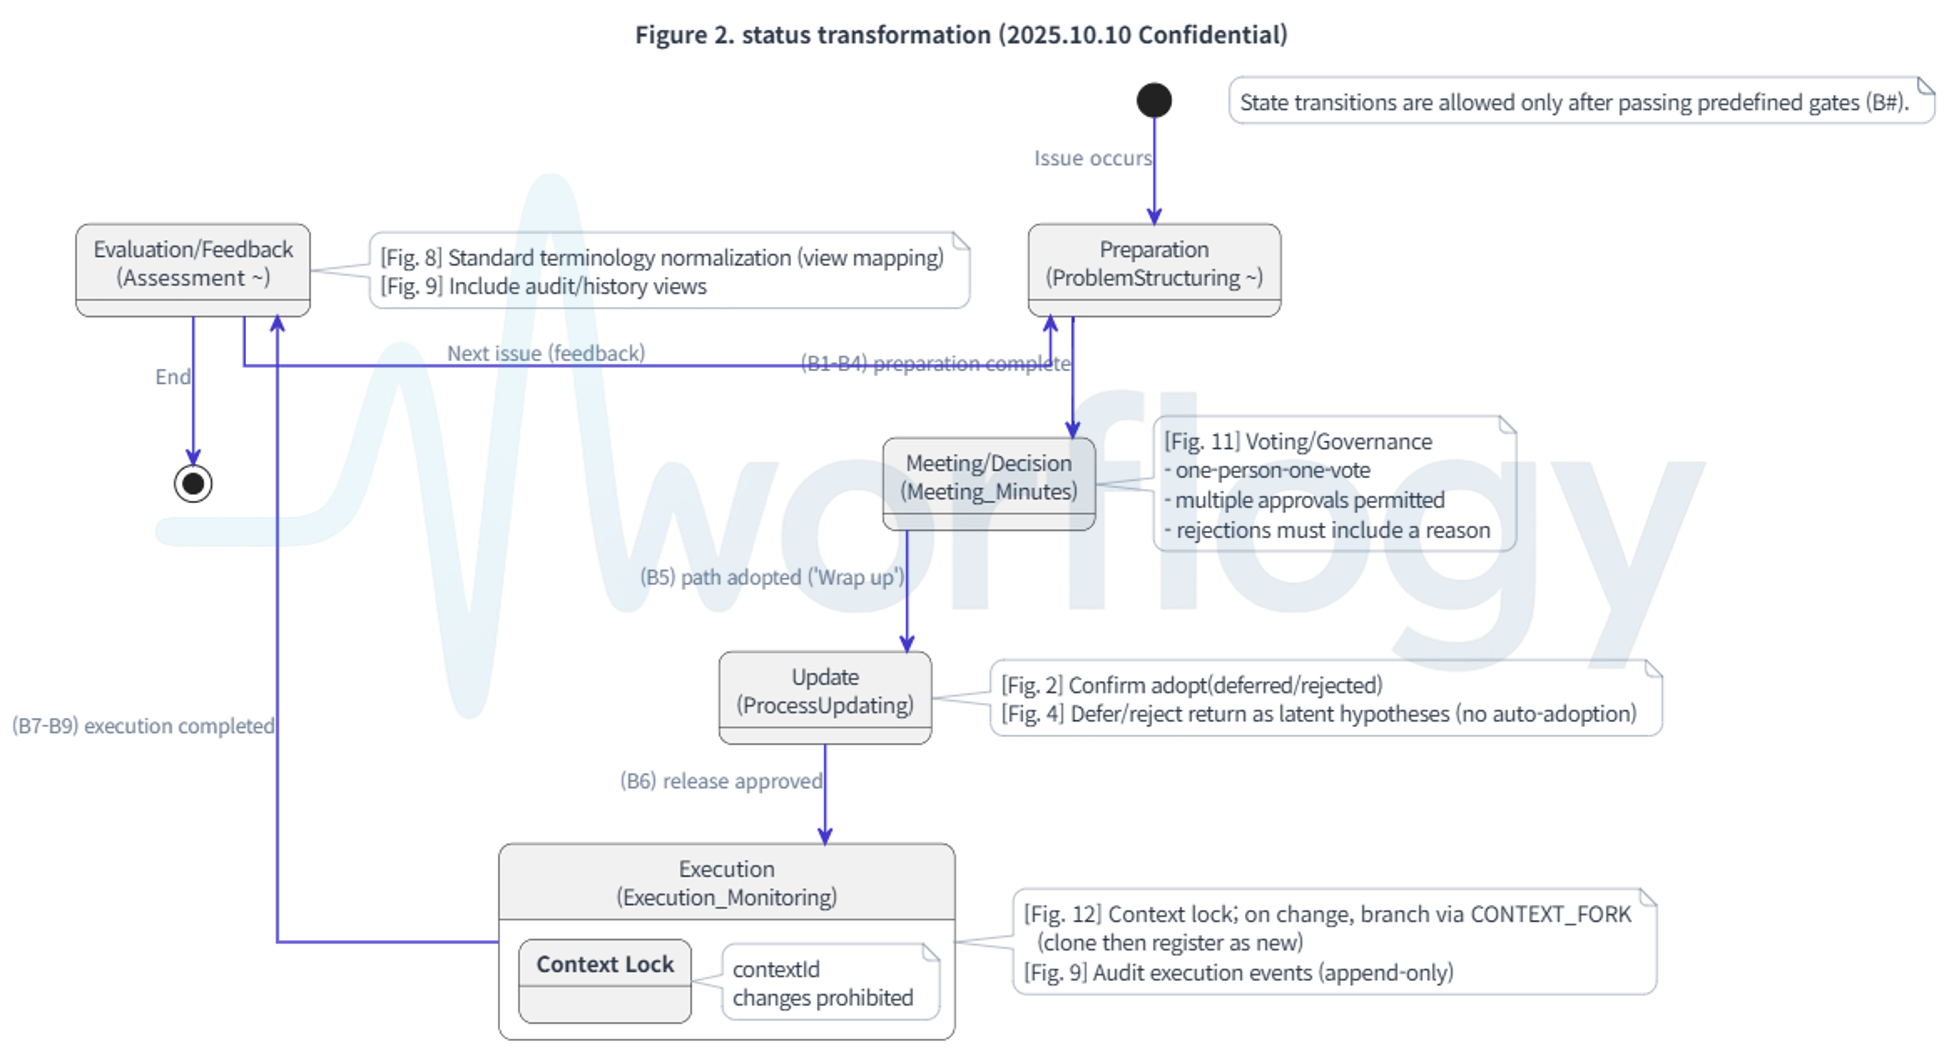 Figure 2. status transformation (2025.10.10 Confidential)
State transitions are allowed only after passing predefined gates (B#).
Issue occurs
Evaluation/Feedback
(Assessment ~)
[Fig. 8] Standard terminology normalization (view mapping)
[Fig. 9] Include audit/history views
Preparation
(ProblemStructuring ~)
Next issue (feedback)
(B1-B4) preparation complete
End
Meeting/Decision
(Meeting_Minutes)
[Fig. 11] Voting/Governance
- one-person-one-vote
- multiple approvals permitted
- rejections must include a reason
worflogy
(B5) path adopted ('Wrap up')
Update
(ProcessUpdating)
[Fig. 2] Confirm adopt(deferred/rejected)
[Fig. 4] Defer/reject return as latent hypotheses (no auto-adoption)
(B7-B9) execution completed
(B6) release approved
Execution
(Execution_Monitoring)
Context Lock
contextId
changes prohibited
[Fig. 12] Context lock; on change, branch via CONTEXT_FORK
(clone then register as new)
[Fig. 9] Audit execution events (append-only)